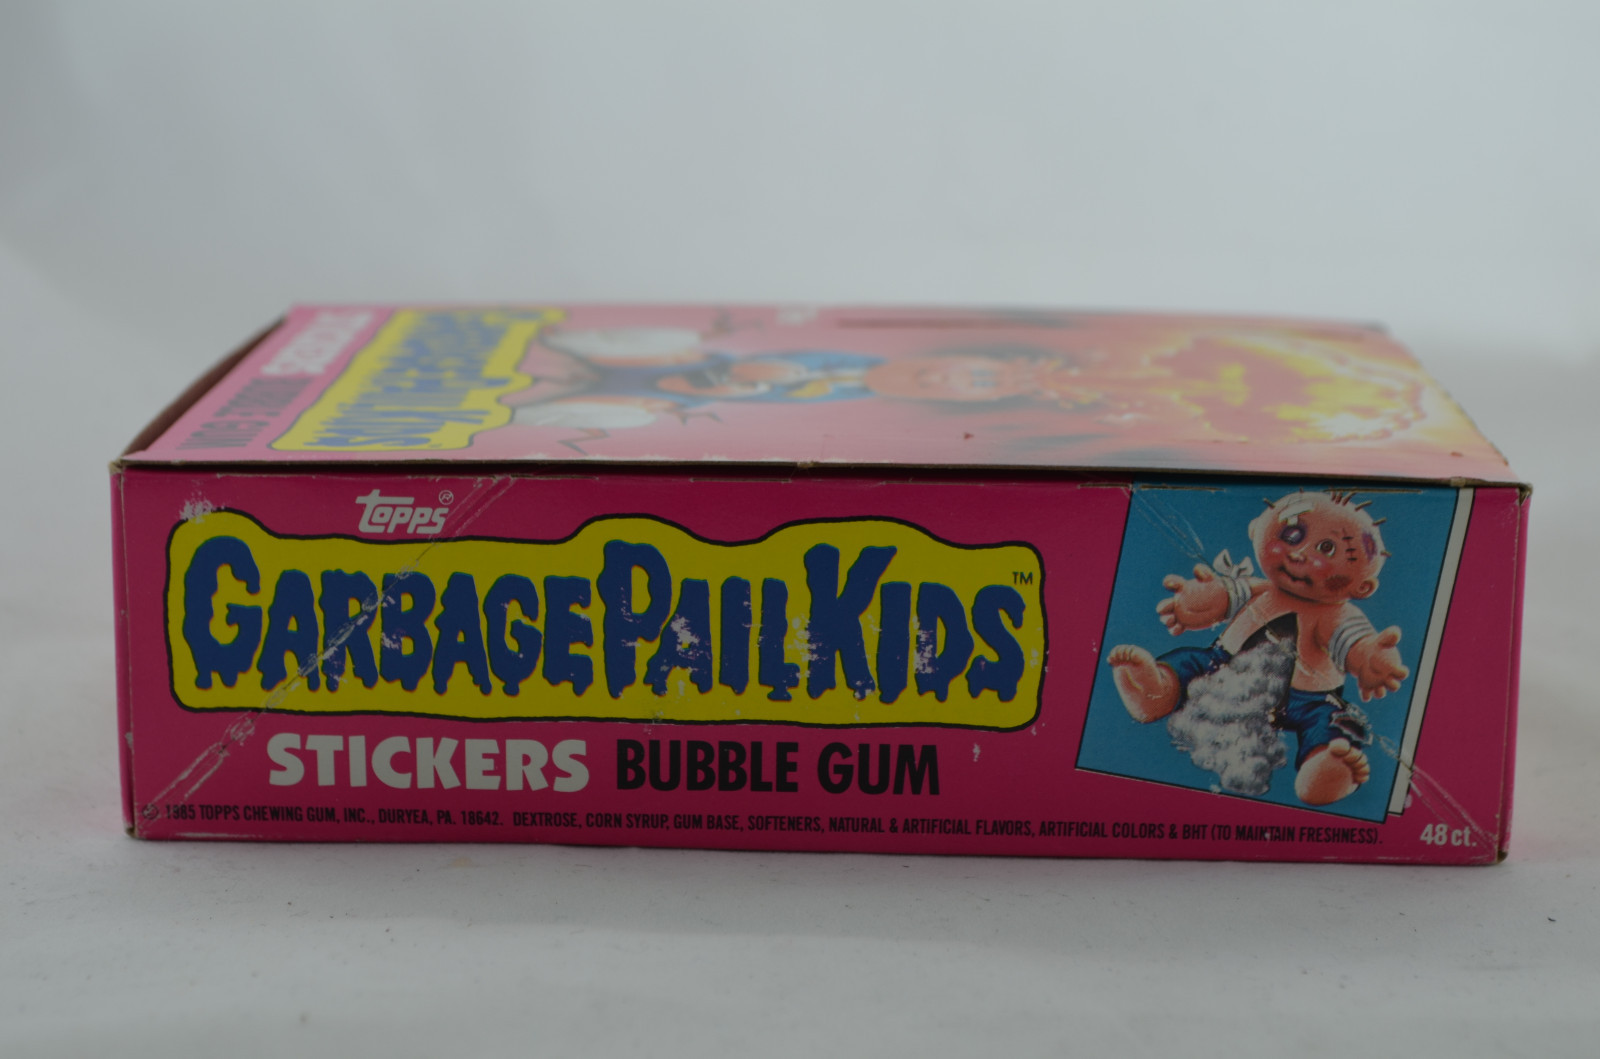 topps®
GARBAGE PAIL KIDS™
STICKERS BUBBLE GUM
© 1985 TOPPS CHEWING GUM, INC., DURYEA, PA. 18642. DEXTROSE, CORN SYRUP, GUM BASE, SOFTENERS, NATURAL & ARTIFICIAL FLAVORS, ARTIFICIAL COLORS & BHT (TO MAINTAIN FRESHNESS).
48 ct.